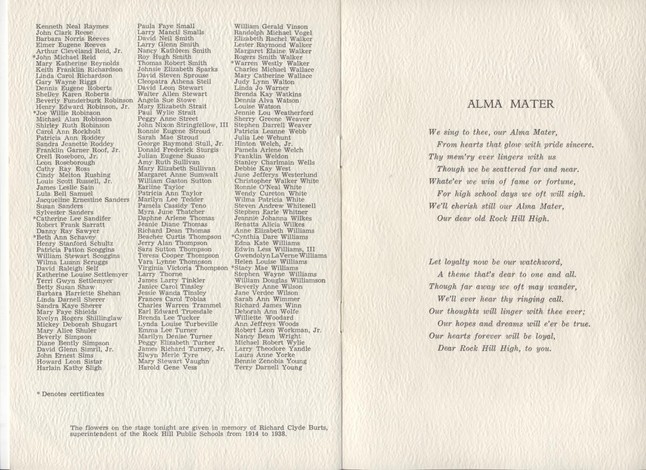 Kenneth Neal Raymes
John Clark Reese
Barbara Norris Reeves
Elmer Eugene Reeves
Arthur Cleveland Reid, Jr.
*John Michael Reid
Mary Katherine Reynolds
Keith Franklin Richardson
Linda Carol Richardson
Gary Wayne Riggs
Dennis Eugene Roberts
Shelley Karen Roberts
Beverly Funderburk Robinson
Henry Edward Robinson, Jr.
*Joe Willie Robinson
Michael Alan Robinson
Shirley Ruth Robinson
Carol Ann Rockholt
Patricia Ann Roddey
Sandra Jeanette Roddey
Franklin Garner Roof, Jr.
Orell Roseboro, Jr.
Leon Roseborough
Cathy Ray Ross
Cindy Melton Rushing
Louis Scott Russell, Jr.
James Leslie Sain
Lula Bell Samuel
Jacqueline Ernestine Sanders
Susan Sanders
Sylvester Sanders
*Catherine Lee Sandifer
Robert Frank Sarratt
Danny Ray Sawyer
*Beth Ann Schavey
Henry Stanford Schultz
Patricia Patton Scoggins
William Stewart Scoggins
Wilma Luzino Scruggs
David Raleigh Self
Katherine Louise Settlemyer
Terri Gwyn Settlemyer
Betty Susan Shaw
Barbara Harriette Shehan
Linda Darnell Sherer
Sandra Kaye Sherer
Mary Faye Shields
Evelyn Rogers Shillinglaw
Mickey Deborah Shugart
Mary Alice Shuler
Beverly Simpson
Diane Bently Simpson
David Glenn Simril, Jr.
John Ernest Sims
Howard Leon Sistar
Harlain Kathy Sligh
* Denotes certificates
Paula Faye Small
Larry Mancil Smalls
David Neil Smith
Larry Glenn Smith
Nancy Kathleen Smith
Roy Hugh Smith
Thomas Robert Smith
Johnnie Elizabeth Sparks
David Steven Sprouse
Cleopatra Athena Stell
David Leon Stewart
Walter Allen Stewart
Angela Sue Stowe
Mary Elizabeth Strait
Paul Wylie Strait
Peggy Anne Street
John Nixon Stringfellow, III
Ronnie Eugene Stroud
Sarah Mae Stroud
George Raymond Stull, Jr.
Donald Frederick Sturgis
Julian Eugene Susso
Amy Ruth Sullivan
Mary Elizabeth Sullivan
Margaret Anne Sumwalt
William Gaston Sutton
Earline Taylor
Patricia Ann Taylor
Marilyn Lee Tedder
Pamela Cassidy Teno
Myra June Thatcher
Daphne Arlene Thomas
Jeanie Diane Thomas
Richard Dean Thomas
Beacher Curtis Thompson
Jerry Alan Thompson
Sara Sutton Thompson
Teresa Cooper Thompson
Vara Lynne Thompson
Virginia Victoria Thompson
Larry Thorne
James Larry Tinkler
Janice Carol Tinsley
Jessie Wanda Tinsley
Frances Carol Tobias
Charles Warren Trammel
Earl Edward Truesdale
Brenda Lee Tucker
Lynda Louise Turbeville
Emma Lee Turner
Marilyn Denise Turner
Peggy Elizabeth Turner
James Richard Turney, Jr.
Elwyn Merle Tyre
Mary Stewart Vaughn
Harold Gene Vess
William Gerald Vinson
Randolph Michael Vogel
Elizabeth Rachel Walker
Lester Raymond Walker
Margaret Elaine Walker
Rogers Smith Walker
*Warren Westly Walker
Charles Michael Wallace
Mary Catherine Wallace
Judy Lynn Walton
Linda Jo Warner
Brenda Kay Watkins
Dennis Alva Watson
Louise Watson
Jennie Lou Weatherford
Sherry Greene Weaver
Stephen Darrell Weaver
Patricia Leanne Webb
Julia Lee Wehunt
Hinton Welch, Jr.
Pamela Arlene Welch
Franklin Weldon
Stanley Charlmain Wells
Debbie Kay West
June Jefferys Westerlund
Christopher Walker White
Ronnie O'Neal White
Wendy Cureton White
Wilma Patricia White
Steven Andrew Whitesell
Stephen Earle Whitner
Jennnie Johanna Wilkes
Renatta Alicia Wilkes
Anne Elizabeth Williams
*Cynthia Dare Williams
Edna Kate Williams
Edwin Less Williams, III
Gwendolyn LaVerne Williams
Helen Louise Williams
*Stacy Mae Williams
Stephen Wayne Williams
William Douglas Williamson
Beverly Anne Wilson
Jane Verdee Wilson
Sarah Ann Wimmer
Richard James Winn
Deborah Ann Wolfe
Williette Woodard
Ann Jeffreys Woods
Robert Leon Workman, Jr.
Nancy Beam Wright
Michael Robert Wylie
Larry Theodore Yandle
Laura Anne Yorke
Bennie Zenobia Young
Terry Darnell Young
The flowers on the stage tonight are given in memory of Richard Clyde Burts,
superintendent of the Rock Hill Public Schools from 1914 to 1938.
ALMA MATER
We sing to thee, our Alma Mater,
From hearts that glow with pride sincere.
Thy mem'ry ever lingers with us
Though we be scattered far and near.
Whate'er we win of fame or fortune,
For high school days we oft will sigh.
We'll cherish still our Alma Mater,
Our dear old Rock Hill High.
Let loyalty now be our watchword,
A theme that's dear to one and all.
Though far away we oft may wander,
We'll ever hear thy ringing call.
Our thoughts will linger with thee ever;
Our hopes and dreams will e'er be true.
Our hearts forever will be loyal,
Dear Rock Hill High, to you.